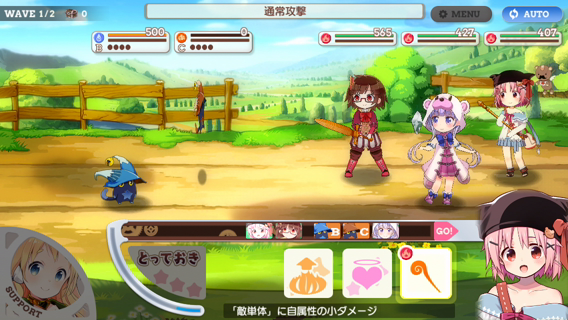 WAVE 1/2 0
通常攻撃
MENU
AUTO
500
B
0
C
565
427
407
B
C
GO!
とっておき
SUPPORT
「敵単体」に自属性の小ダメージ